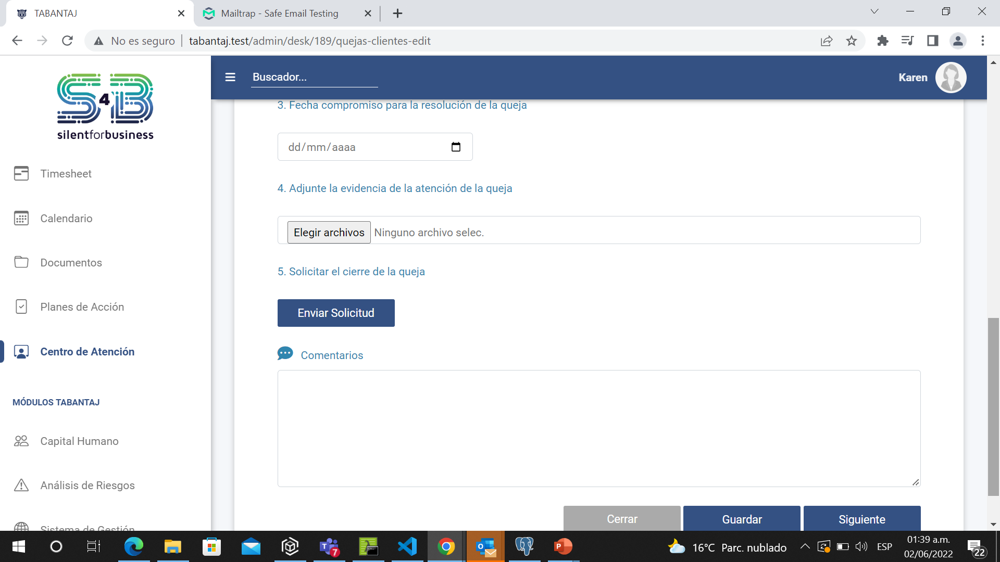 TABANTAJ
Mailtrap - Safe Email Testing
No es seguro
tabantaj.test/admin/desk/189/quejas-clientes-edit
S4B
silentforbusiness
Buscador...
Karen
Timesheet
Calendario
Documentos
Planes de Acción
Centro de Atención
MÓDULOS TABANTAJ
Capital Humano
Análisis de Riesgos
Sistema de Gestión
3. Fecha compromiso para la resolución de la queja
dd/mm/aaaa
4. Adjunte la evidencia de la atención de la queja
Elegir archivos Ninguno archivo selec.
5. Solicitar el cierre de la queja
Enviar Solicitud
Comentarios
Cerrar
Guardar
Siguiente
7
16°C Parc. nublado
ESP
01:39 a.m.
02/06/2022
22